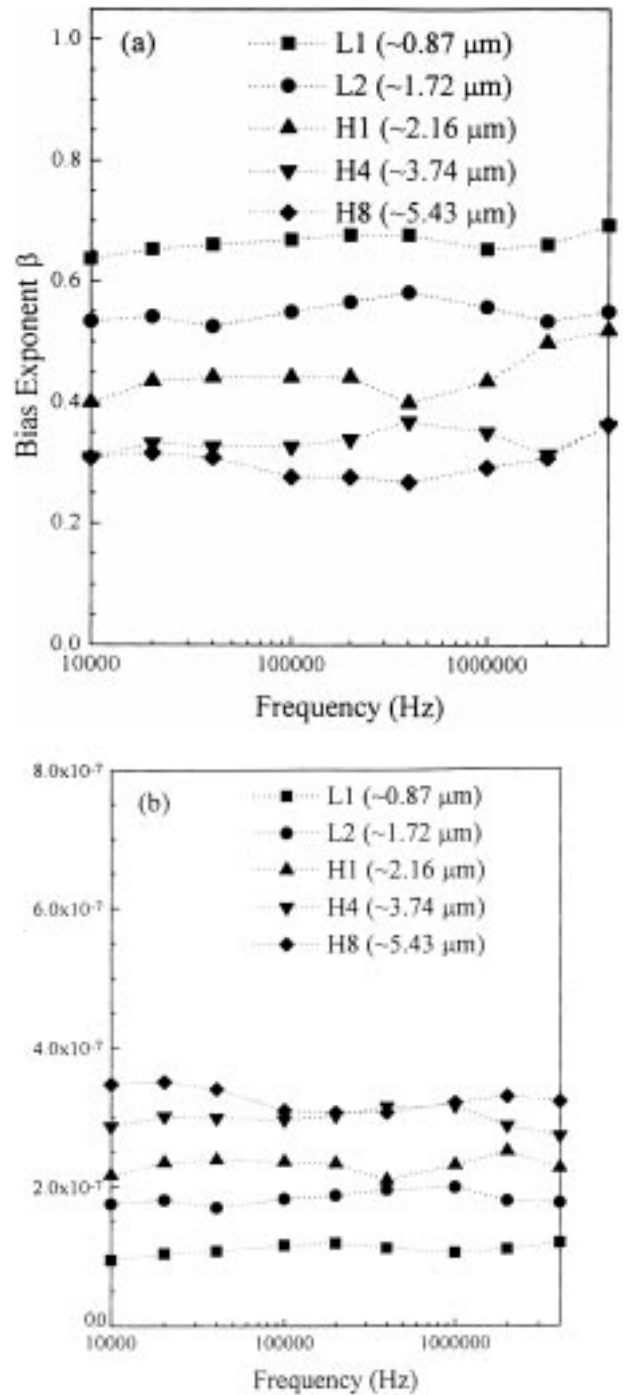 (a)
L1 (~0.87 μm)
L2 (~1.72 μm)
H1 (~2.16 μm)
H4 (~3.74 μm)
H8 (~5.43 μm)
1.0
0.8
0.6
0.4
0.2
0.0
Bias Exponent β
10000 100000 1000000
Frequency (Hz)
(b)
L1 (~0.87 μm)
L2 (~1.72 μm)
H1 (~2.16 μm)
H4 (~3.74 μm)
H8 (~5.43 μm)
8.0x10⁻⁷
6.0x10⁻⁷
4.0x10⁻⁷
2.0x10⁻⁷
0.0
10000 100000 1000000
Frequency (Hz)